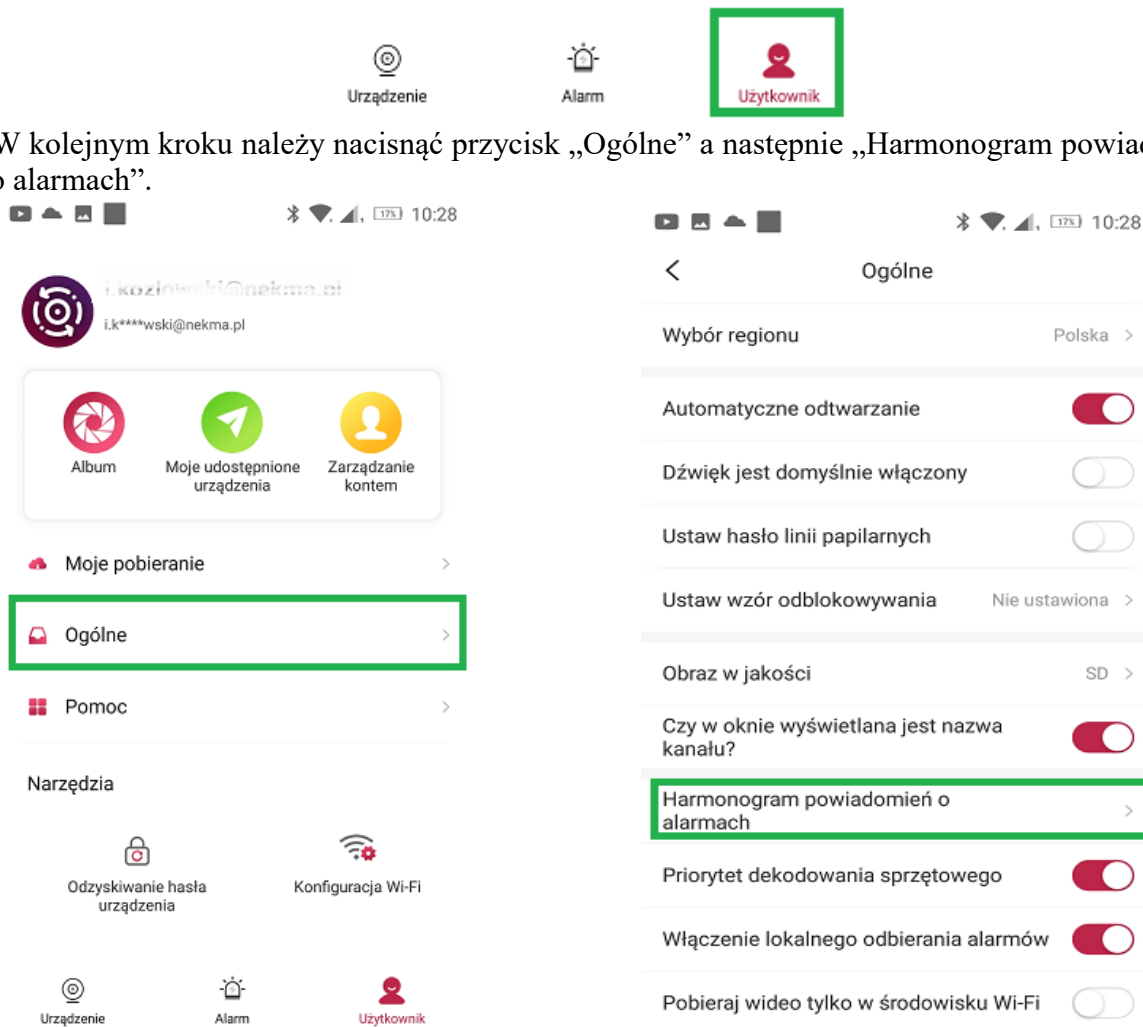 Urządzenie
Alarm
Użytkownik
W kolejnym kroku należy nacisnąć przycisk „Ogólne” a następnie „Harmonogram powiad
o alarmach”.
17% 10:28
i.k****wski@nekma.pl
Album
Moje udostępnione
urządzenia
Zarządzanie
kontem
Moje pobieranie
Ogólne
Pomoc
Narzędzia
Odzyskiwanie hasła
urządzenia
Konfiguracja Wi-Fi
Urządzenie
Alarm
Użytkownik
17% 10:28
Ogólne
Wybór regionu Polska
Automatyczne odtwarzanie
Dźwięk jest domyślnie włączony
Ustaw hasło linii papilarnych
Ustaw wzór odblokowywania Nie ustawiona
Obraz w jakości SD
Czy w oknie wyświetlana jest nazwa
kanału?
Harmonogram powiadomień o
alarmach
Priorytet dekodowania sprzętowego
Włączenie lokalnego odbierania alarmów
Pobieraj wideo tylko w środowisku Wi-Fi